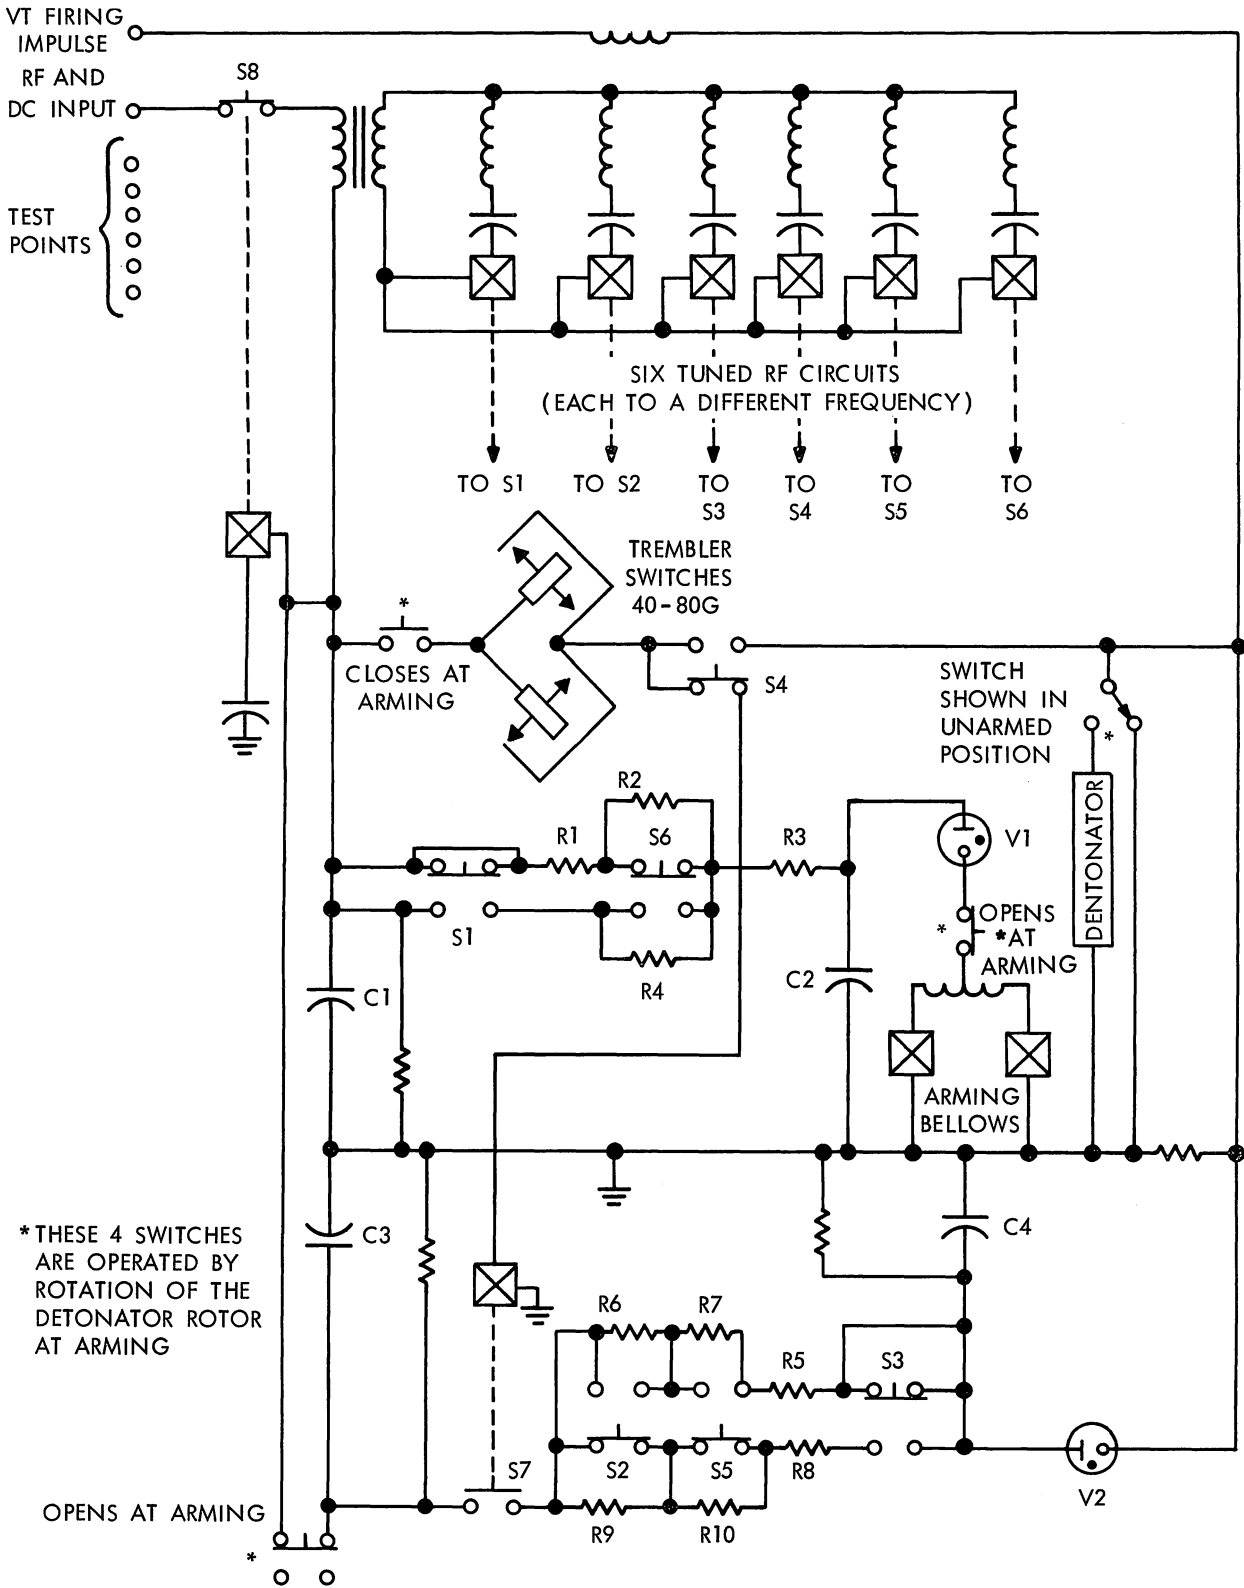 VT FIRING
IMPULSE
RF AND
DC INPUT
S8
TEST
POINTS
SIX TUNED RF CIRCUITS
(EACH TO A DIFFERENT FREQUENCY)
TO S1
TO S2
TO
S3
TO
S4
TO
S5
TO
S6
TREMBLER
SWITCHES
40-80G
*
CLOSES AT
ARMING
S4
SWITCH
SHOWN IN
UNARMED
POSITION
*
R2
R1
S6
R3
V1
DENTONATOR
S1
R4
C1
C2
*
OPENS
*AT
ARMING
ARMING
BELLOWS
C3
C4
*THESE 4 SWITCHES
ARE OPERATED BY
ROTATION OF THE
DETONATOR ROTOR
AT ARMING
R6
R7
R5
S3
S7
S2
S5
R8
V2
R9
R10
OPENS AT ARMING
*